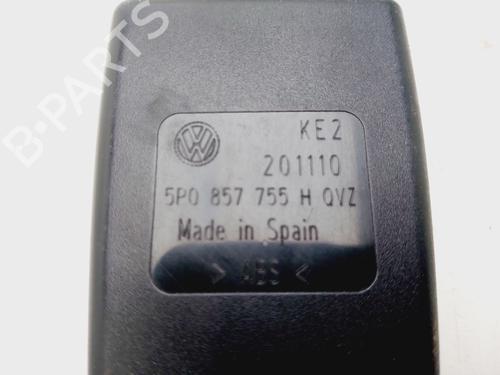 B-PARTS
KE2
201110
5P0 857 755 H QVZ
Made in Spain
> ABS <